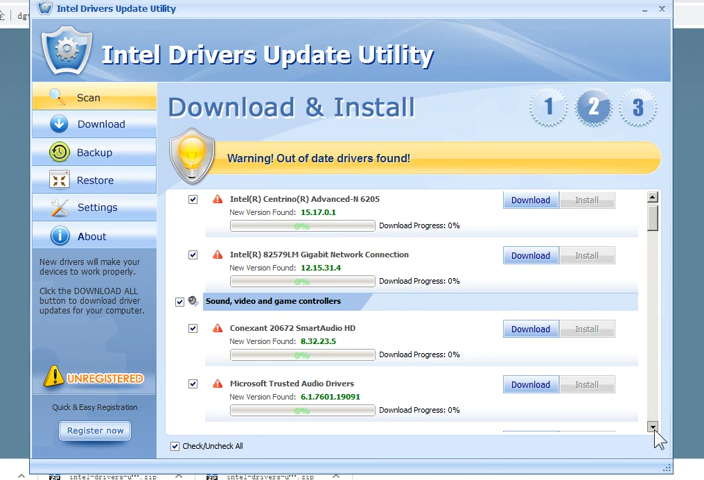 Intel Drivers Update Utility
Intel Drivers Update Utility
Scan
Download
Backup
Restore
Settings
About
New drivers will make your
devices to work properly.
Click the DOWNLOAD ALL
button to download driver
updates for your computer.
UNREGISTERED
Quick & Easy Registration
Register now
Download & Install
1 2 3
Warning! Out of date drivers found!
Intel(R) Centrino(R) Advanced-N 6205
Download Install
New Version Found: 15.17.0.1
0% Download Progress: 0%
Intel(R) 82579LM Gigabit Network Connection
Download Install
New Version Found: 12.15.31.4
0% Download Progress: 0%
Sound, video and game controllers
Conexant 20672 SmartAudio HD
Download Install
New Version Found: 8.32.23.5
0% Download Progress: 0%
Microsoft Trusted Audio Drivers
Download Install
New Version Found: 6.1.7601.19091
0% Download Progress: 0%
Check/Uncheck All
intel-drivers-u"'.zip intel-drivers-u"'.zip